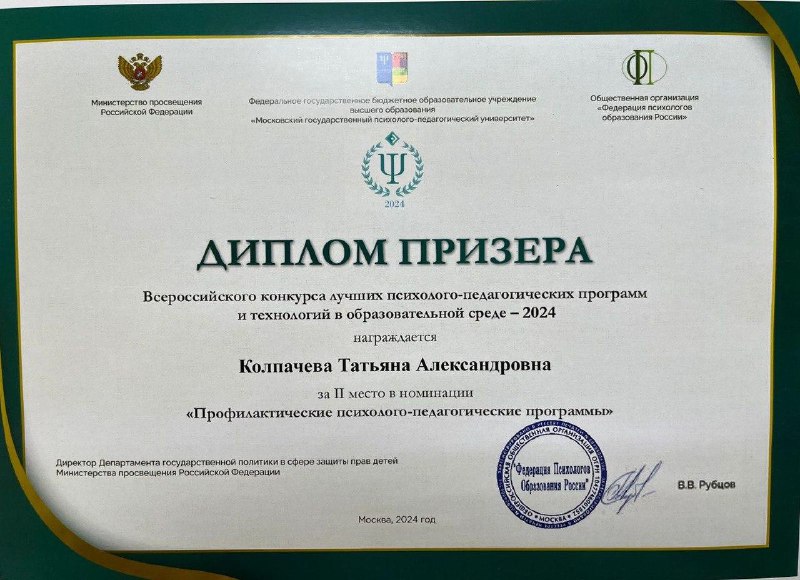 Министерство просвещения
Российской Федерации
Федеральное государственное бюджетное образовательное учреждение
высшего образования
«Московский государственный психолого-педагогический университет»
Общественная организация
«Федерация психологов
образования России»
Ψ
2024
ДИПЛОМ ПРИЗЕРА
Всероссийского конкурса лучших психолого-педагогических программ
и технологий в образовательной среде – 2024
награждается
Колпачева Татьяна Александровна
за II место в номинации
«Профилактические психолого-педагогические программы»
Директор Департамента государственной политики в сфере защиты прав детей
Министерства просвещения Российской Федерации
ОБЩЕРОССИЙСКАЯ ОБЩЕСТВЕННАЯ ОРГАНИЗАЦИЯ
"Федерация Психологов
Образования России"
МОСКВА
В.В. Рубцов
Москва, 2024 год